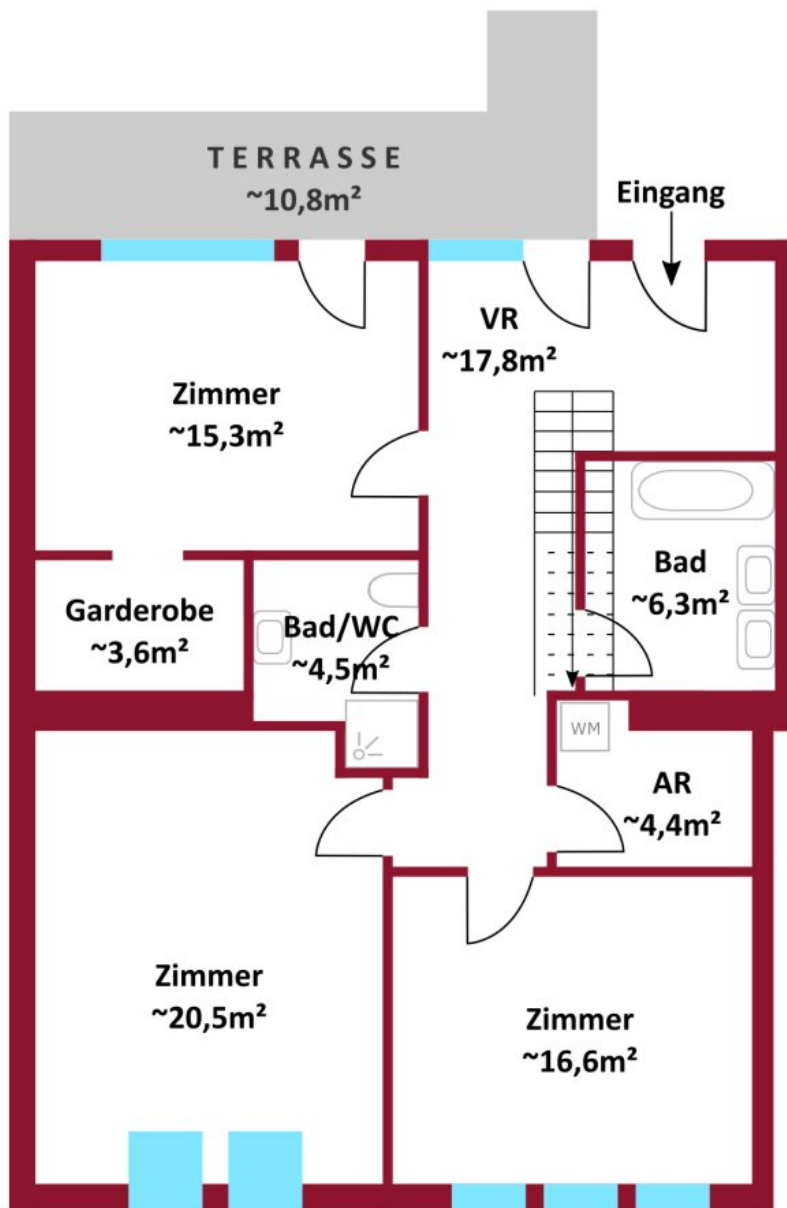 TERRASSE
~10,8m²
Eingang
VR
~17,8m²
Zimmer
~15,3m²
Bad
~6,3m²
Garderobe
~3,6m²
Bad/WC
~4,5m²
WM
AR
~4,4m²
Zimmer
~20,5m²
Zimmer
~16,6m²